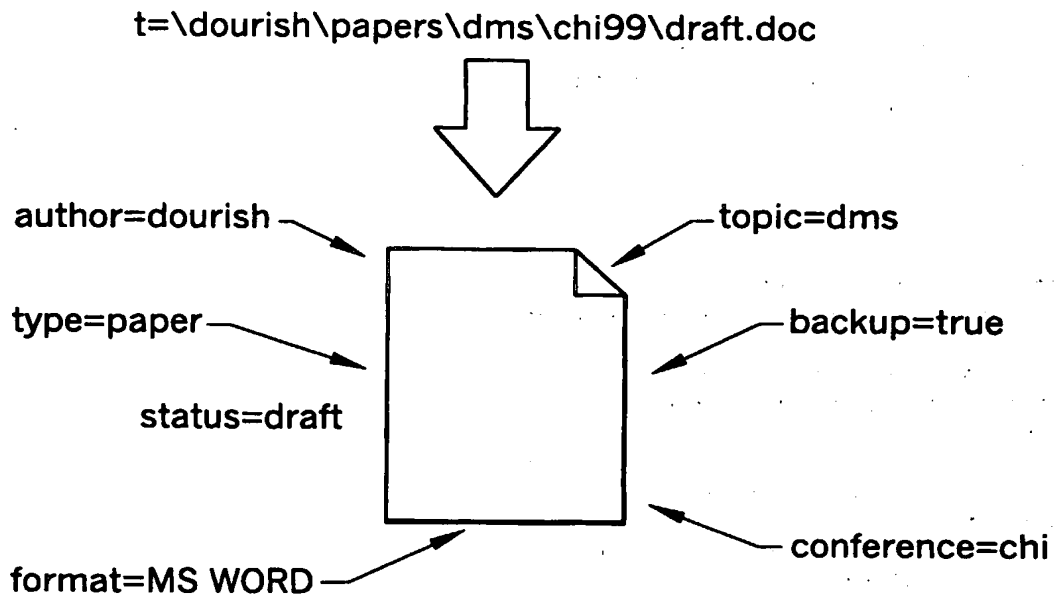 t=\dourish\papers\dms\chi99\draft.doc
author=dourish
topic=dms
type=paper
backup=true
status=draft
conference=chi
format=MS WORD